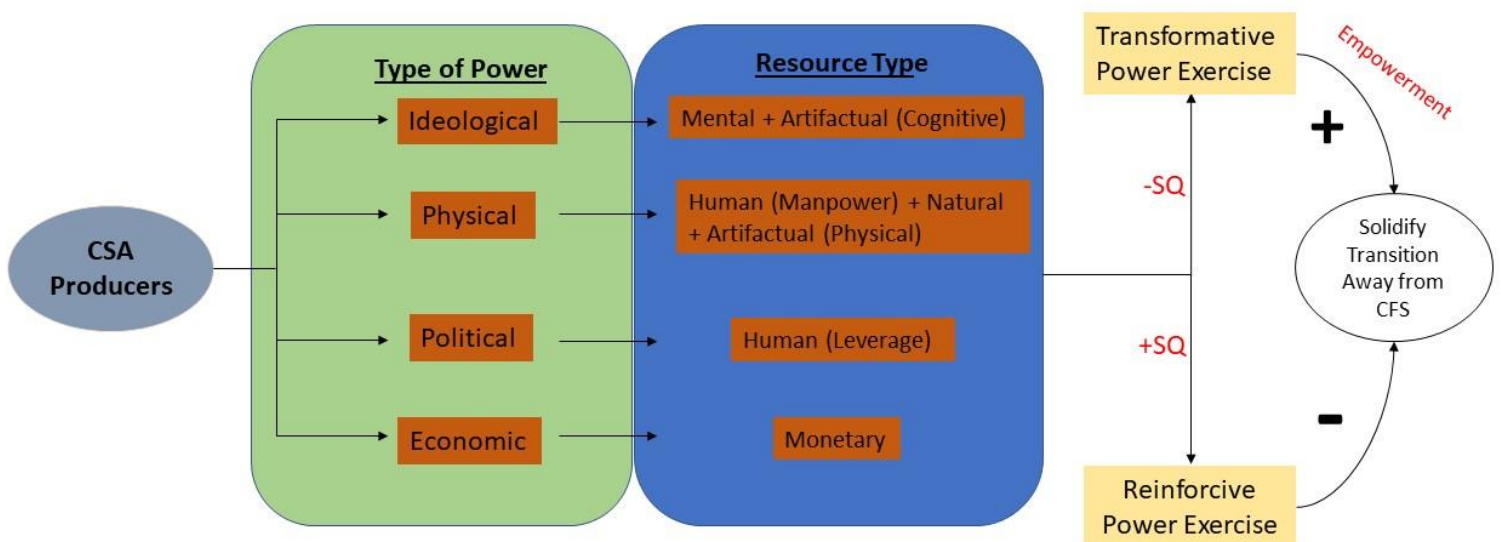 CSA
Producers
Type of Power
Ideological
Physical
Political
Economic
Resource Type
Mental + Artifactual (Cognitive)
Human (Manpower) + Natural
+ Artifactual (Physical)
Human (Leverage)
Monetary
-SQ
+SQ
Transformative
Power Exercise
Reinforcive
Power Exercise
Empowerment
+
-
Solidify
Transition
Away from
CFS